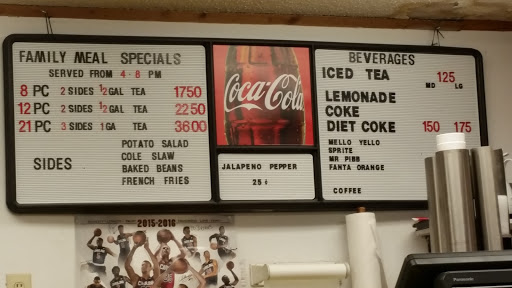 FAMILY MEAL SPECIALS
SERVED FROM 4-8 PM
8 PC 2 SIDES 1/2 GAL TEA 1750
12 PC 2 SIDES 1/2 GAL TEA 2250
21 PC 3 SIDES 1 GA TEA 3600
SIDES
POTATO SALAD
COLE SLAW
BAKED BEANS
FRENCH FRIES
Coca-Cola
JALAPENO PEPPER
25¢
BEVERAGES
ICED TEA 125
MD LG
LEMONADE
COKE
DIET COKE 150 175
MELLO YELLO
SPRITE
MR PIBB
FANTA ORANGE
COFFEE
2015-2016
Panasonic